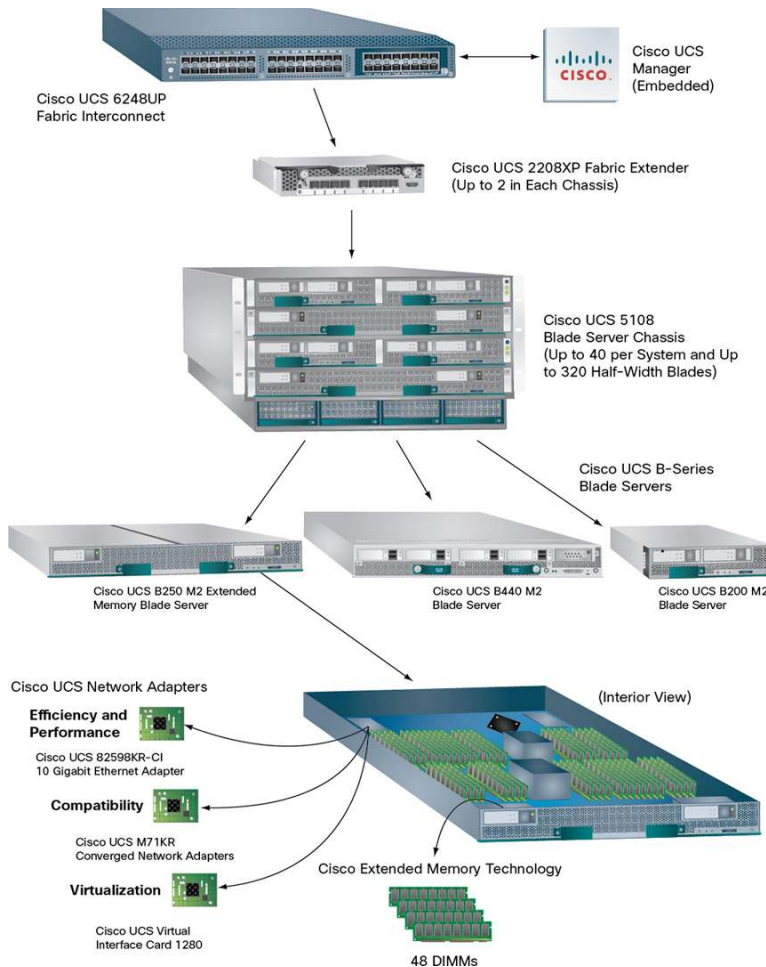 CISCO
Cisco UCS
Manager
(Embedded)
Cisco UCS 6248UP
Fabric Interconnect
Cisco UCS 2208XP Fabric Extender
(Up to 2 in Each Chassis)
Cisco UCS 5108
Blade Server Chassis
(Up to 40 per System and Up
to 320 Half-Width Blades)
Cisco UCS B-Series
Blade Servers
Cisco UCS B250 M2 Extended
Memory Blade Server
Cisco UCS B440 M2
Blade Server
Cisco UCS B200 M2
Blade Server
Cisco UCS Network Adapters
(Interior View)
Efficiency and
Performance
Cisco UCS 82598KR-CI
10 Gigabit Ethernet Adapter
Compatibility
Cisco UCS M71KR
Converged Network Adapters
Virtualization
Cisco UCS Virtual
Interface Card 1280
Cisco Extended Memory Technology
48 DIMMs